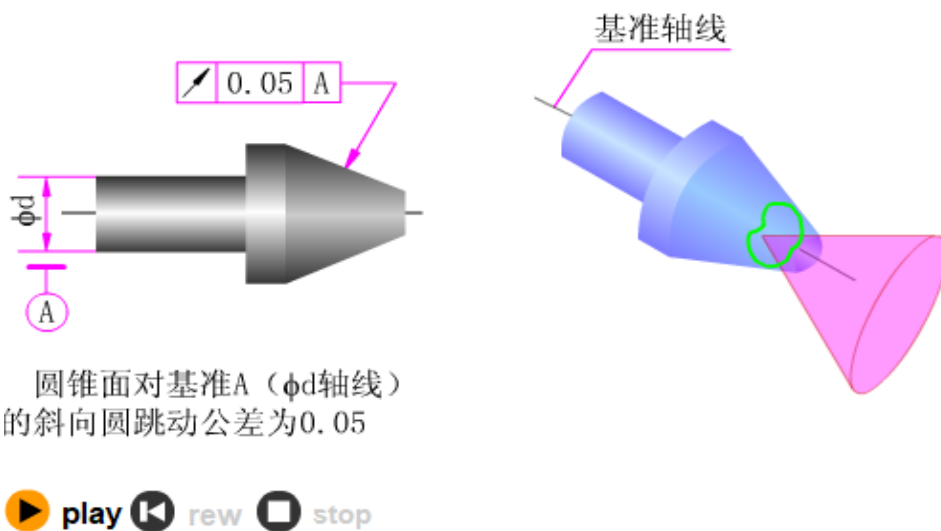 基准轴线
0.05 A
ϕd
A
圆锥面对基准A（ϕd轴线）
的斜向圆跳动公差为0.05
play rew stop